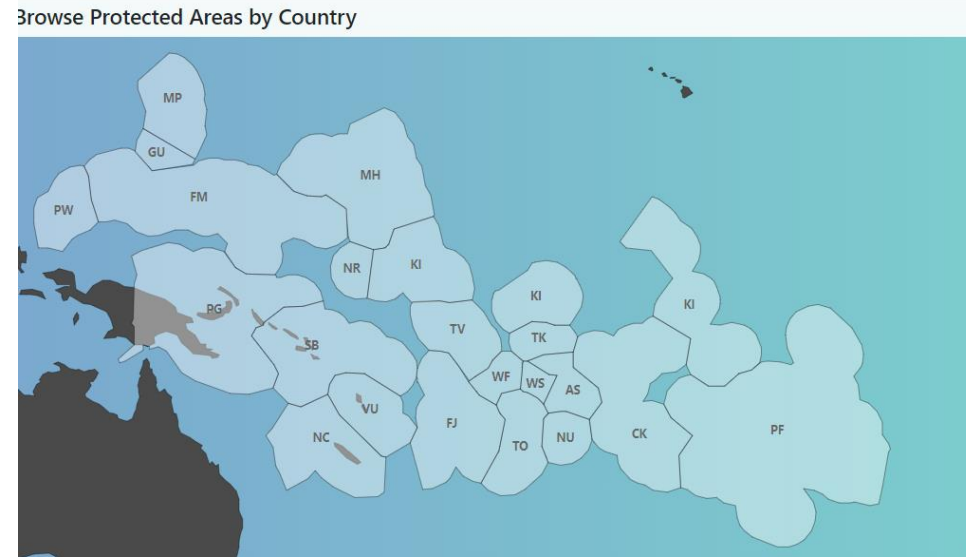 Browse Protected Areas by Country
MP
GU
MH
FM
PW
KI
NR
KI
KI
PG
TV
TK
SB
WF
WS
AS
VU
FJ
PF
CK
NC
NU
TO